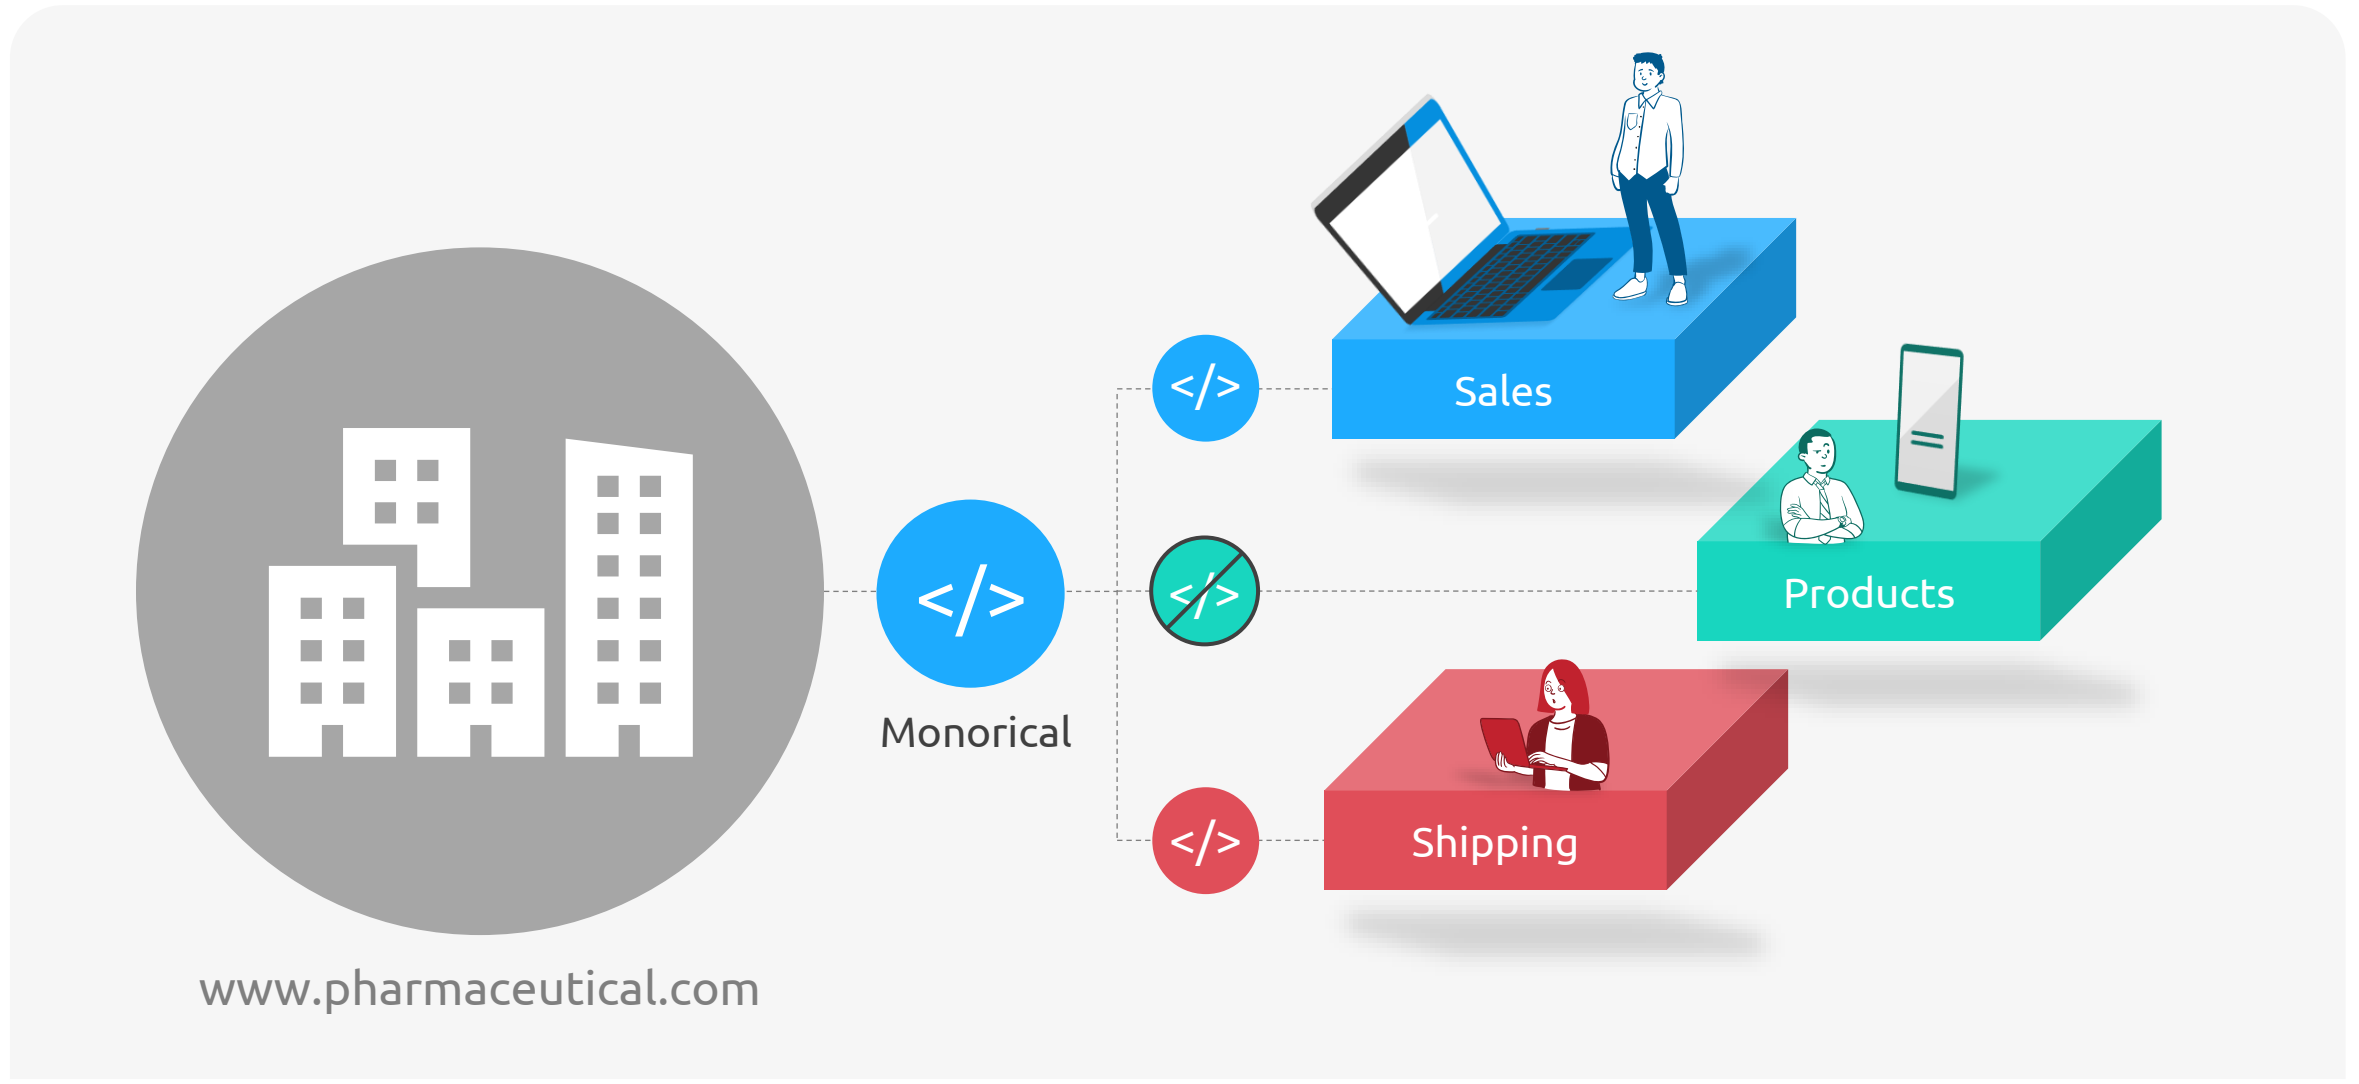 </>
Sales
</>
Products
</>
Monorical
</>
Shipping
www.pharmaceutical.com